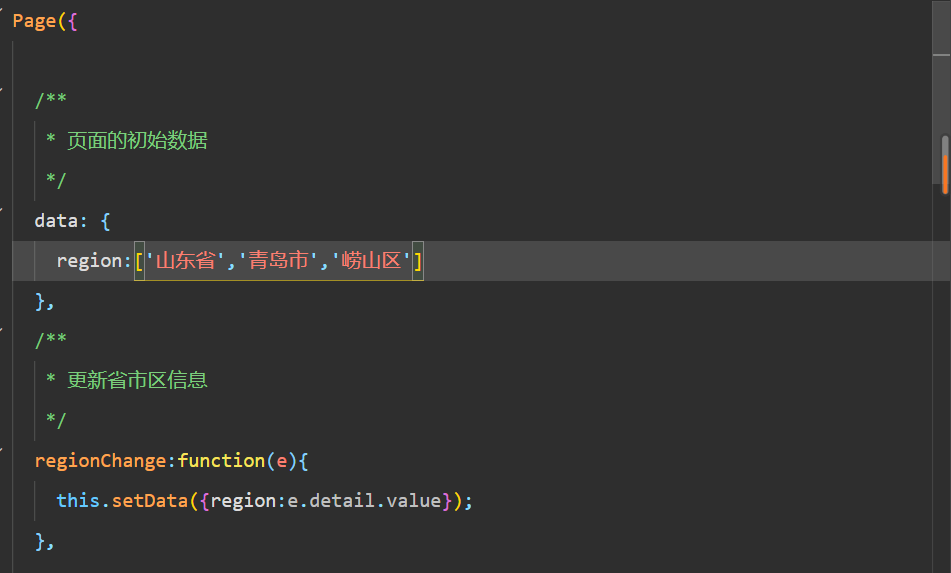 Page({
/**
* 页面的初始数据
*/
data: {
region:['山东省','青岛市','崂山区']
},
/**
* 更新省市区信息
*/
regionChange:function(e){
this.setData({region:e.detail.value});
},